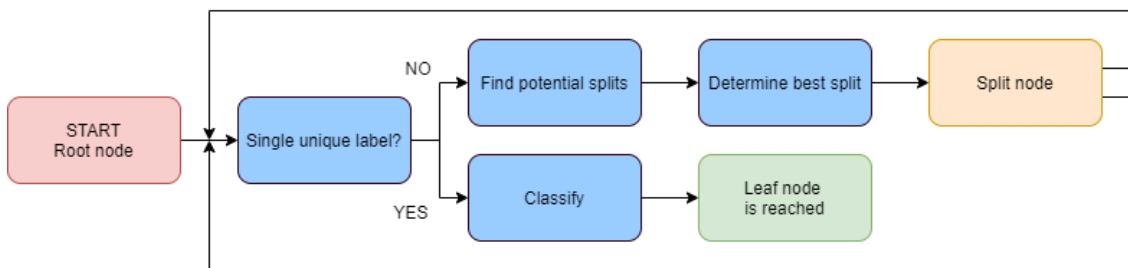 START
Root node
Single unique label?
NO
Find potential splits
Determine best split
Split node
YES
Classify
Leaf node
is reached